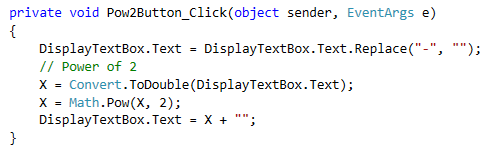 private void Pow2Button_Click(object sender, EventArgs e)
{
    DisplayTextBox.Text = DisplayTextBox.Text.Replace("-", "");
    // Power of 2
    X = Convert.ToDouble(DisplayTextBox.Text);
    X = Math.Pow(X, 2);
    DisplayTextBox.Text = X + "";
}